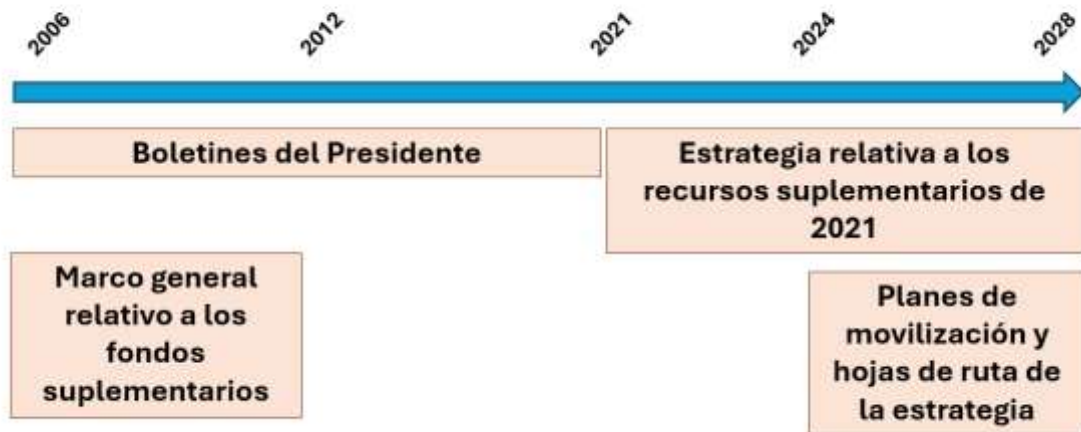 2006
2012
2021
2024
2028
Boletines del Presidente
Estrategia relativa a los
recursos suplementarios de
2021
Marco general
relativo a los
fondos
suplementarios
Planes de
movilización y
hojas de ruta de
la estrategia